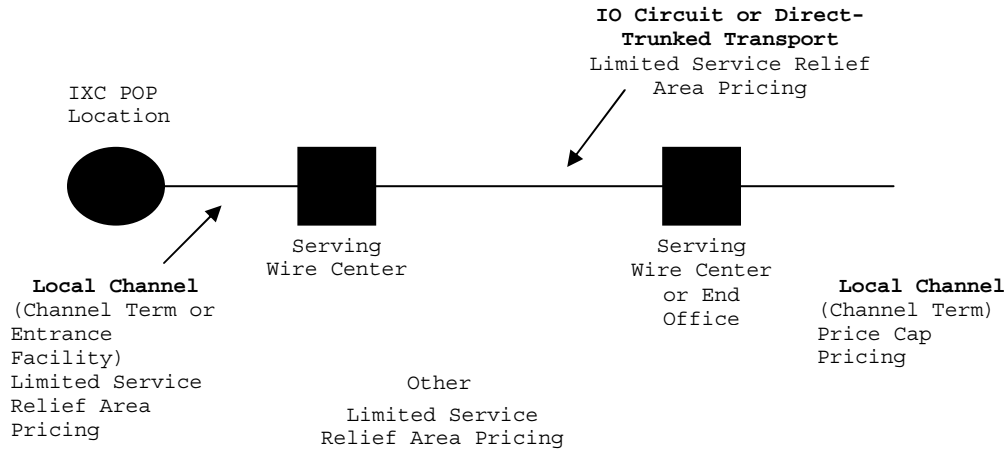 IO Circuit or Direct-
Trunked Transport
Limited Service Relief
Area Pricing
IXC POP
Location
Serving
Wire Center
Serving
Wire Center
or End
Office
Local Channel
(Channel Term or
Entrance
Facility)
Limited Service
Relief Area
Pricing
Local Channel
(Channel Term)
Price Cap
Pricing
Other
Limited Service
Relief Area Pricing